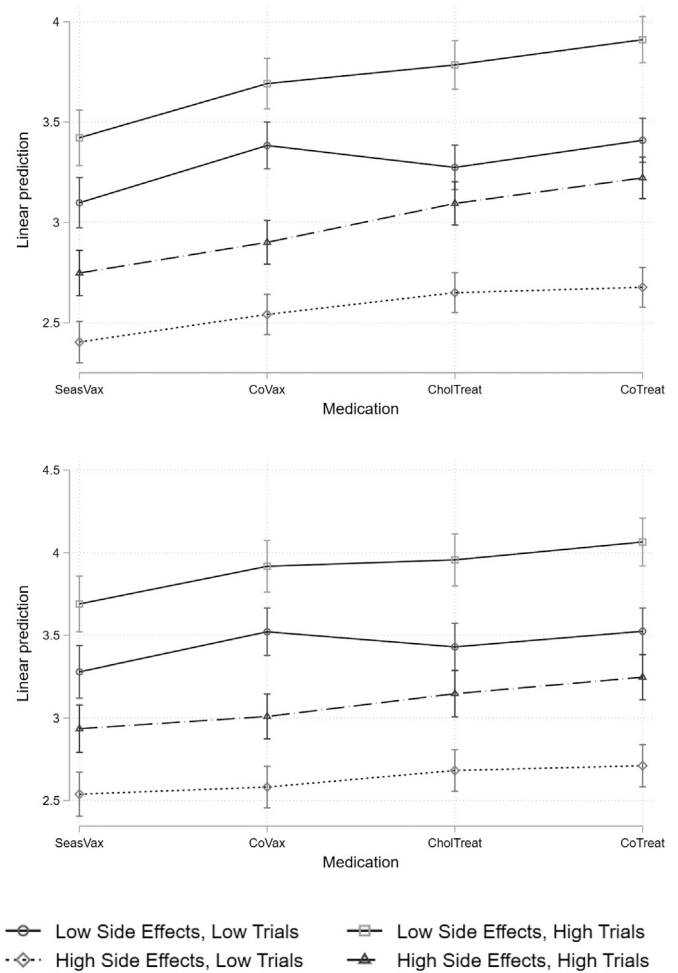 4
3.5
3
2.5
Linear prediction
SeasVax CoVax CholTreat CoTreat
Medication
4.5
4
3.5
3
2.5
Linear prediction
SeasVax CoVax CholTreat CoTreat
Medication
Low Side Effects, Low Trials Low Side Effects, High Trials
High Side Effects, Low Trials High Side Effects, High Trials